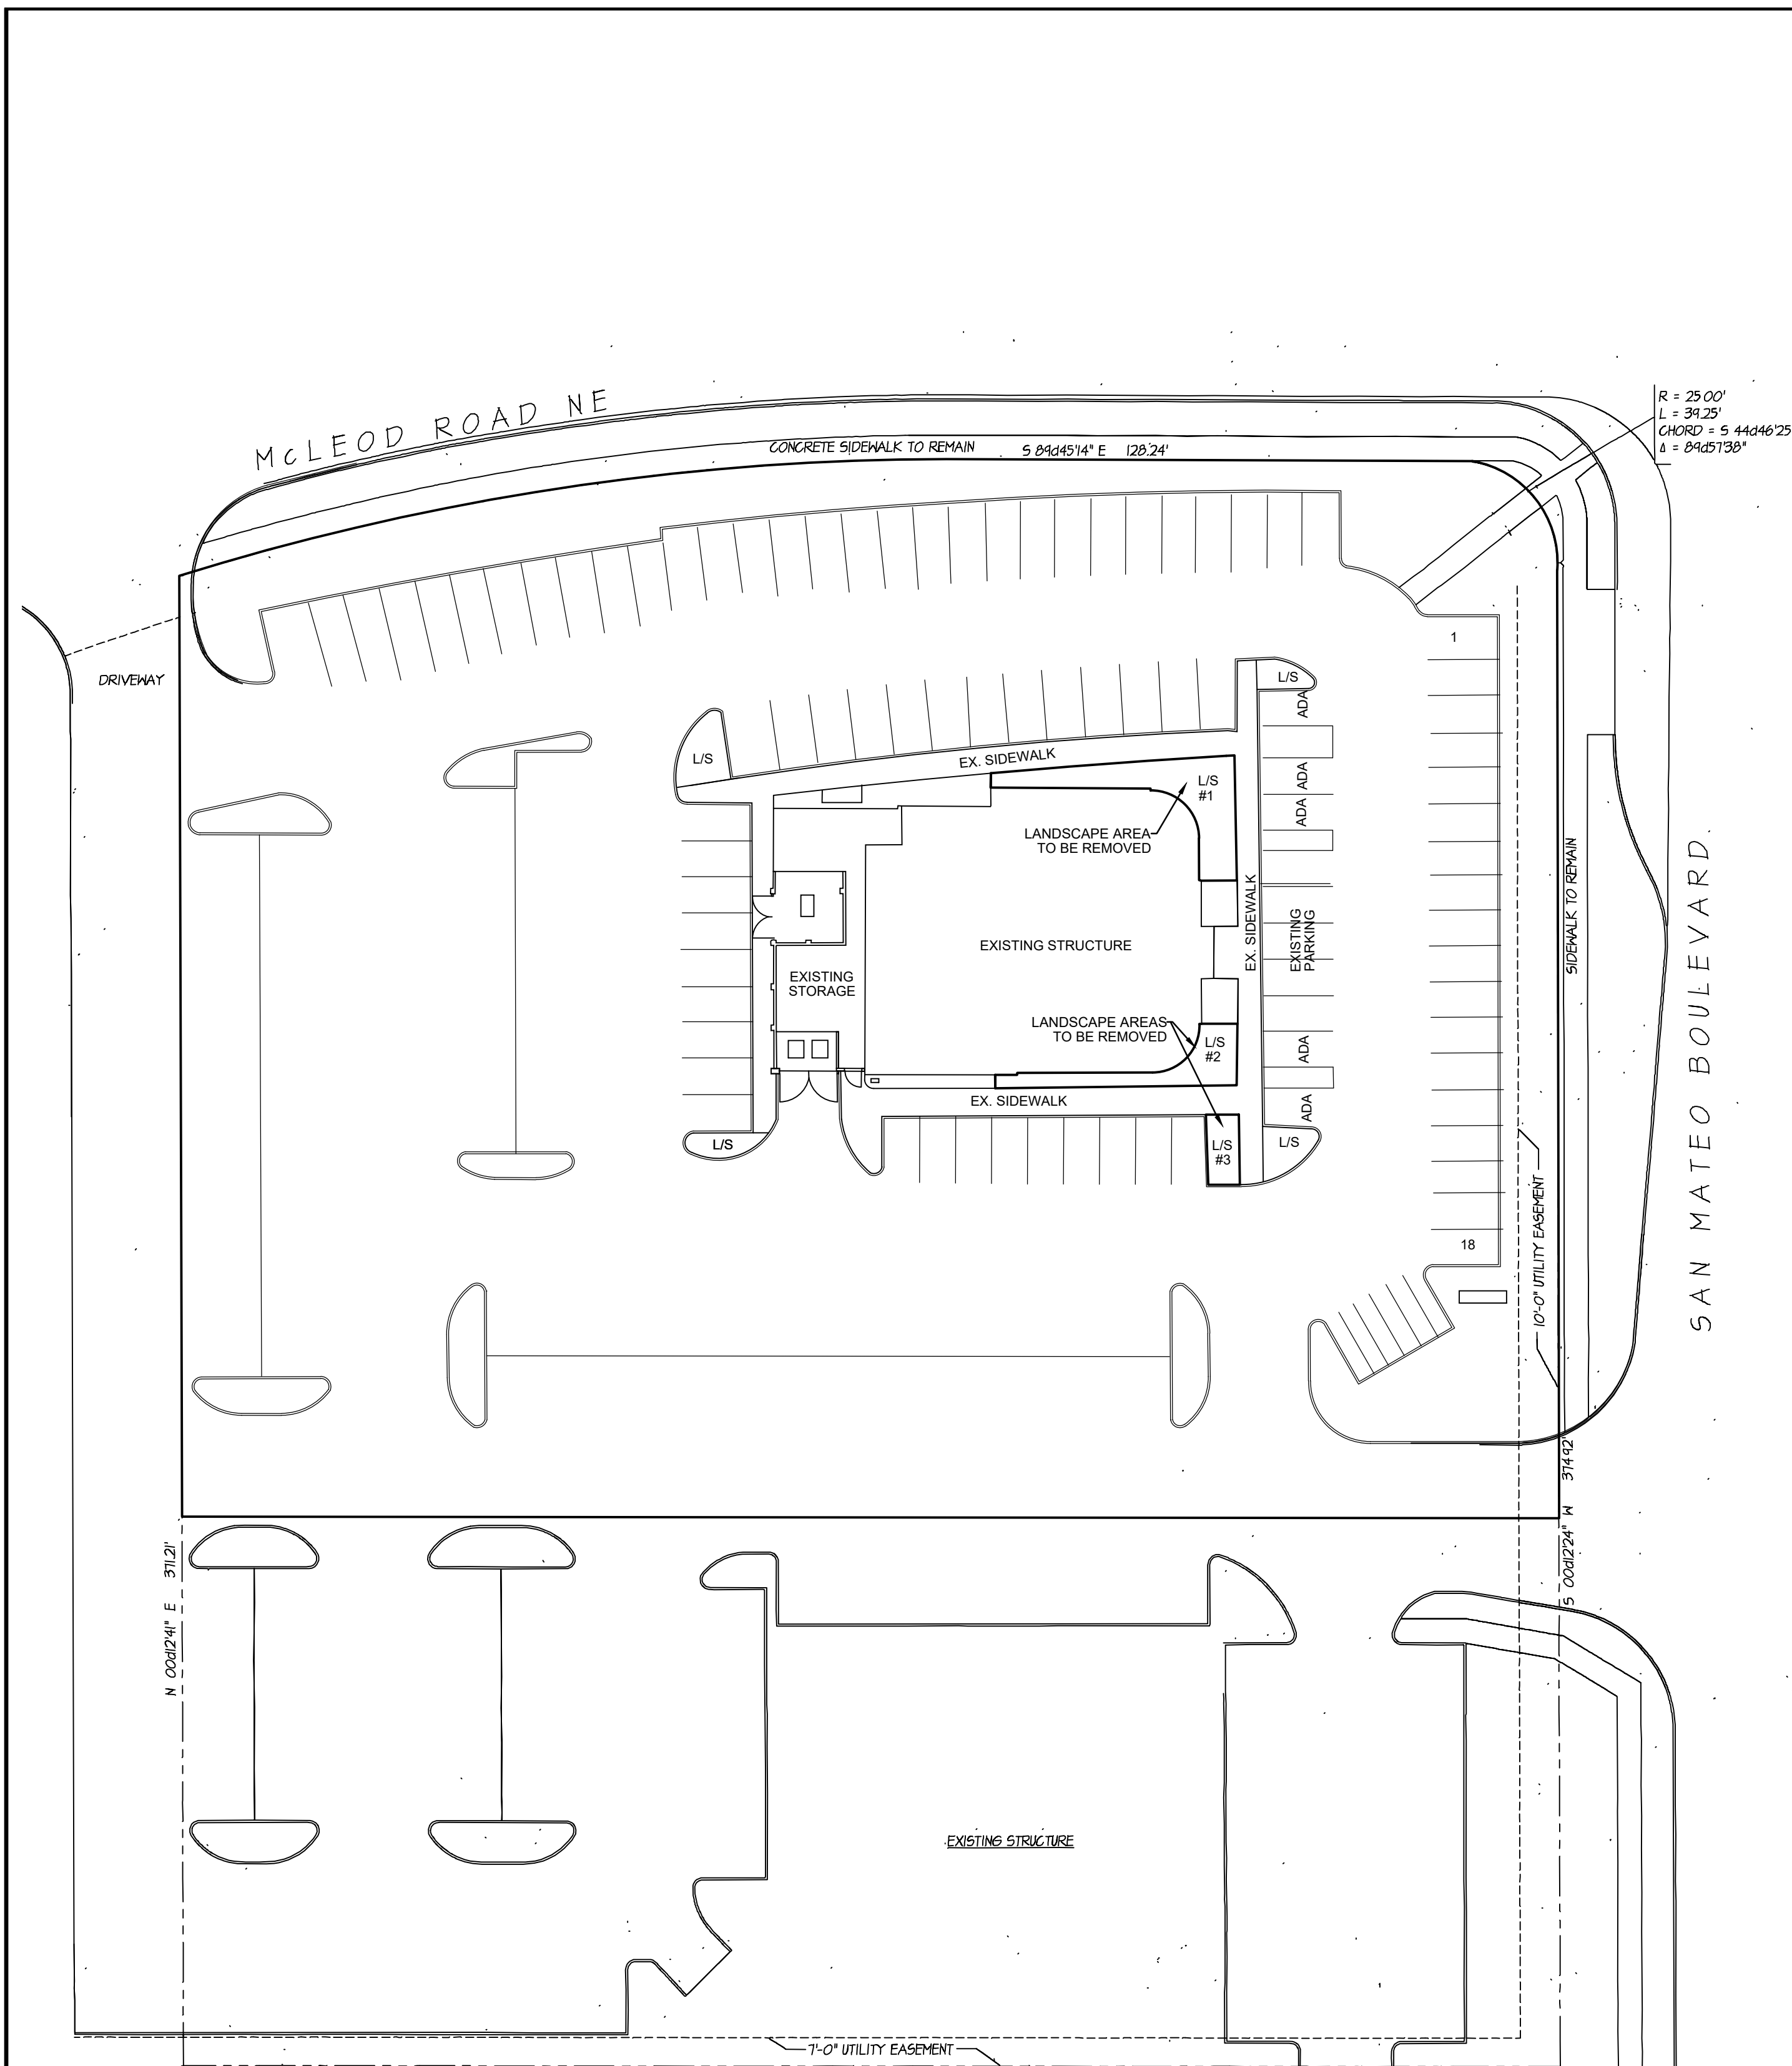 McLEOD ROAD NE
R = 25.00'
L = 39.25'
CHORD = S 44d46'25
Δ = 89d57'38"
CONCRETE SIDEWALK TO REMAIN
S 89d45'14" E 128.24'
DRIVEWAY
1
L/S
ADA
L/S
EX. SIDEWALK
L/S
#1
ADA
ADA
LANDSCAPE AREA
TO BE REMOVED
SIDEWALK TO REMAIN
SAN MATEO BOULEVARD.
EX. SIDEWALK
EXISTING
PARKING
EXISTING STRUCTURE
EXISTING
STORAGE
LANDSCAPE AREAS
TO BE REMOVED
L/S
#2
ADA
EX. SIDEWALK
ADA
L/S
L/S
#3
L/S
10'-0" UTILITY EASEMENT
18
S 00d12'24" W 374.92'
N 00d12'41" E 371.21'
EXISTING STRUCTURE
7'-0" UTILITY EASEMENT